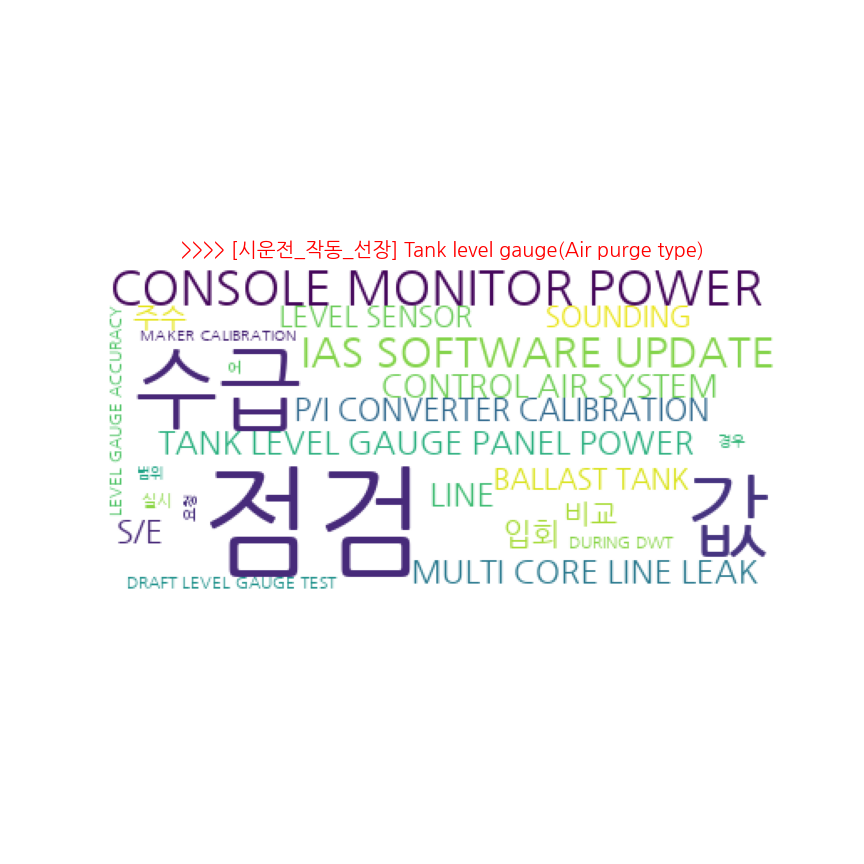 >>>> [시운전_작동_선장] Tank level gauge(Air purge type)
CONSOLE MONITOR POWER
주수
LEVEL SENSOR
SOUNDING
MAKER CALIBRATION
IAS SOFTWARE UPDATE
LEVEL GAUGE ACCURACY
수급
어
CONTROL AIR SYSTEM
P/I CONVERTER CALIBRATION
TANK LEVEL GAUGE PANEL POWER
경우
범위
점검
BALLAST TANK
값
LINE
실시
여정
비교
S/E
입회
DURING DWT
MULTI CORE LINE LEAK
DRAFT LEVEL GAUGE TEST